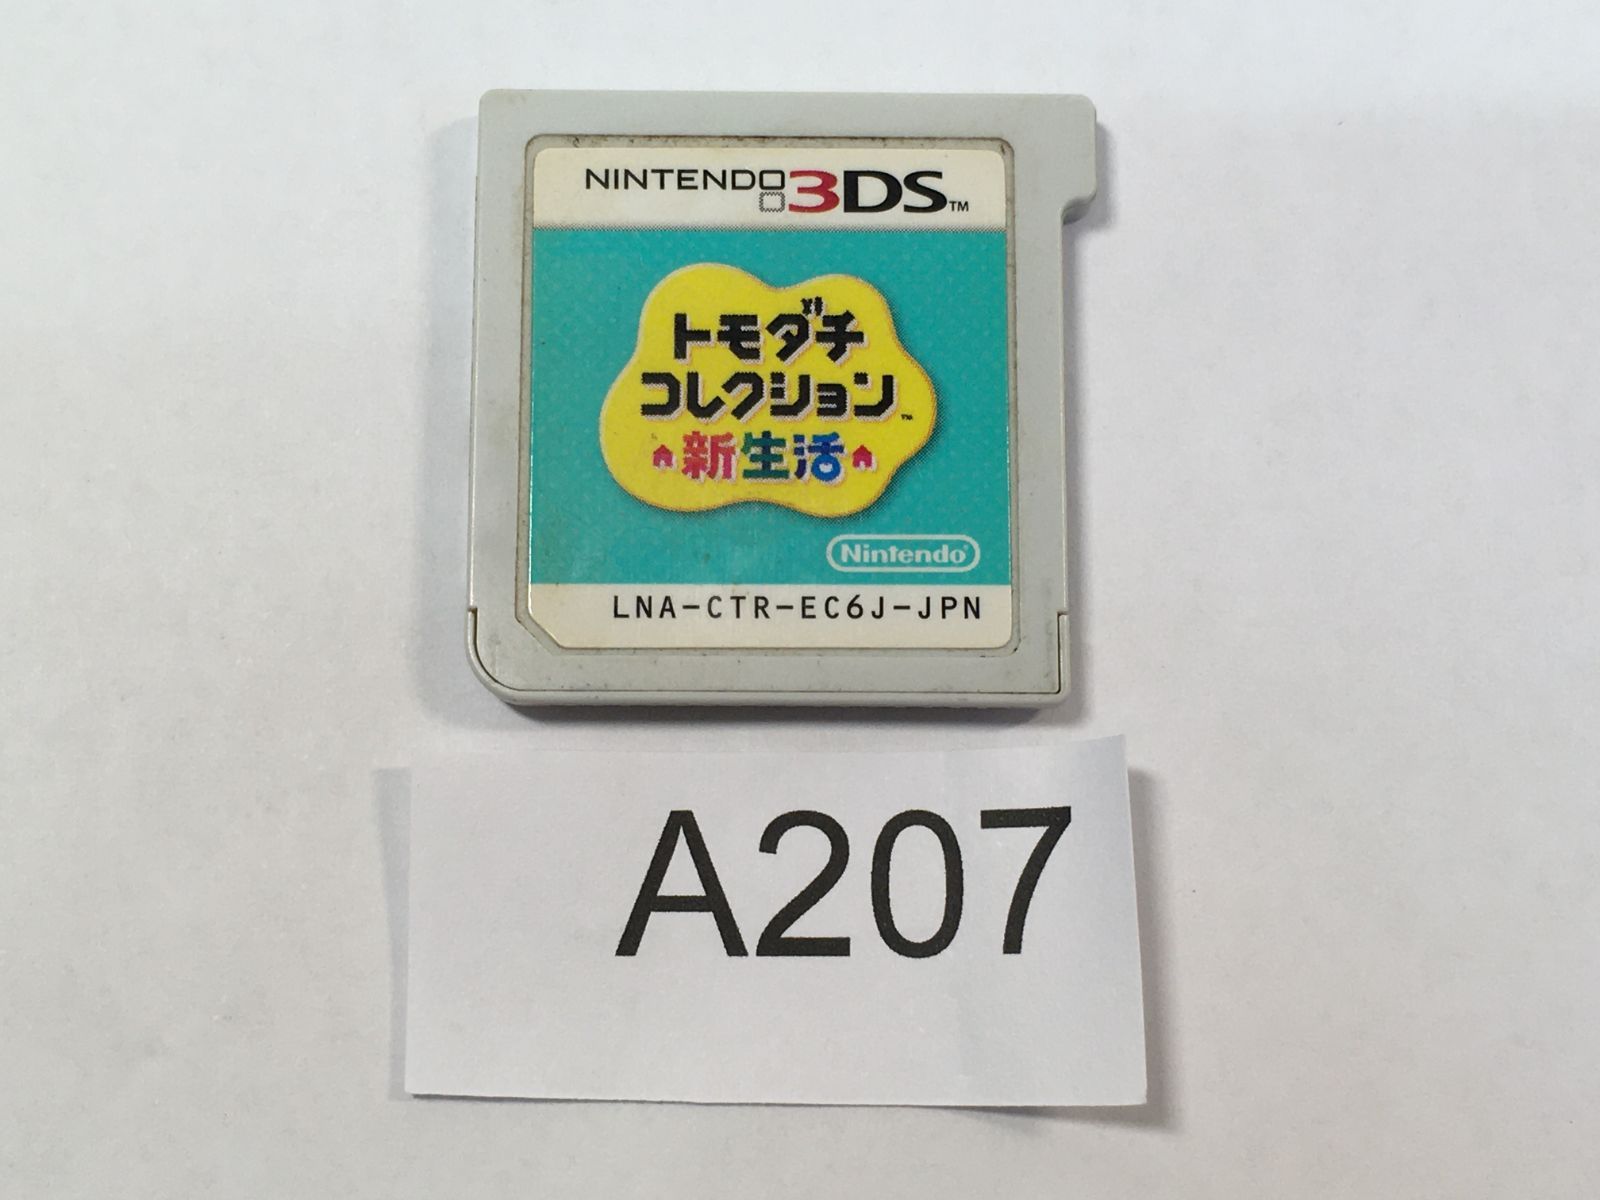 NINTENDO 3DS™
トモダチ
コレクション™
新生活
Nintendo®
LNA-CTR-EC6J-JPN
A207